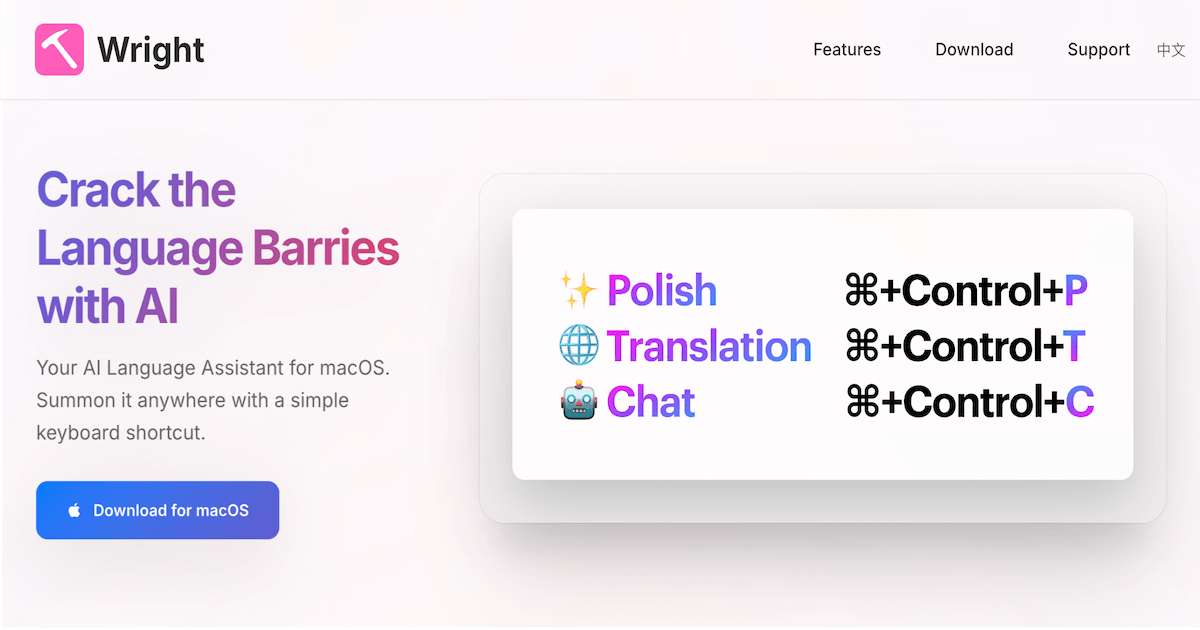 Wright
Features Download Support 中文
Crack the
Language Barries
with AI
Your AI Language Assistant for macOS.
Summon it anywhere with a simple
keyboard shortcut.
Download for macOS
✨ Polish ⌘+Control+P
🌐 Translation ⌘+Control+T
🤖 Chat ⌘+Control+C